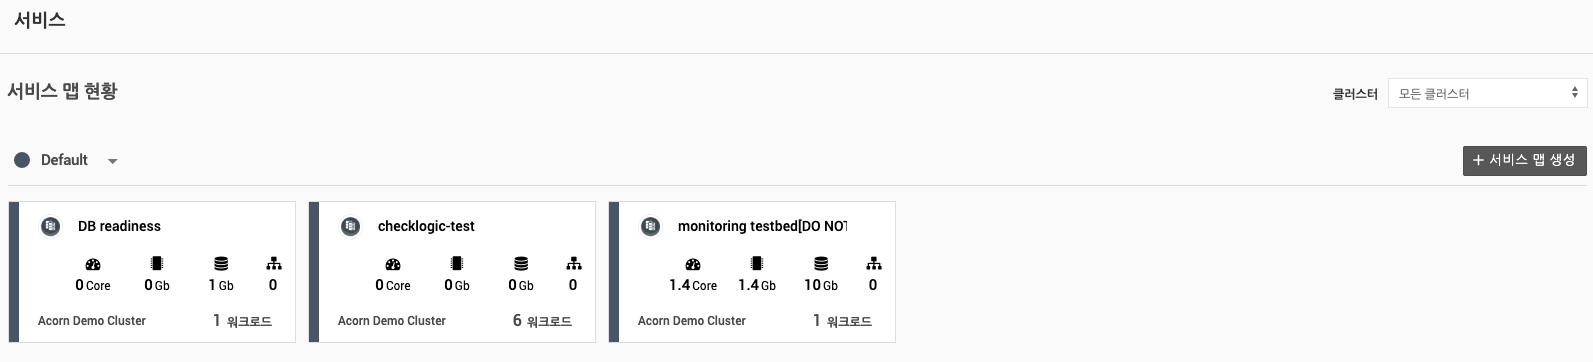 서비스
서비스 맵 현황
클러스터 모든 클러스터
Default
+ 서비스 맵 생성
DB readiness
0 Core 0 Gb 1 Gb 0
Acorn Demo Cluster 1 워크로드
checklogic-test
0 Core 0 Gb 0 Gb 0
Acorn Demo Cluster 6 워크로드
monitoring testbed[DO NOT
1.4 Core 1.4 Gb 10 Gb 0
Acorn Demo Cluster 1 워크로드